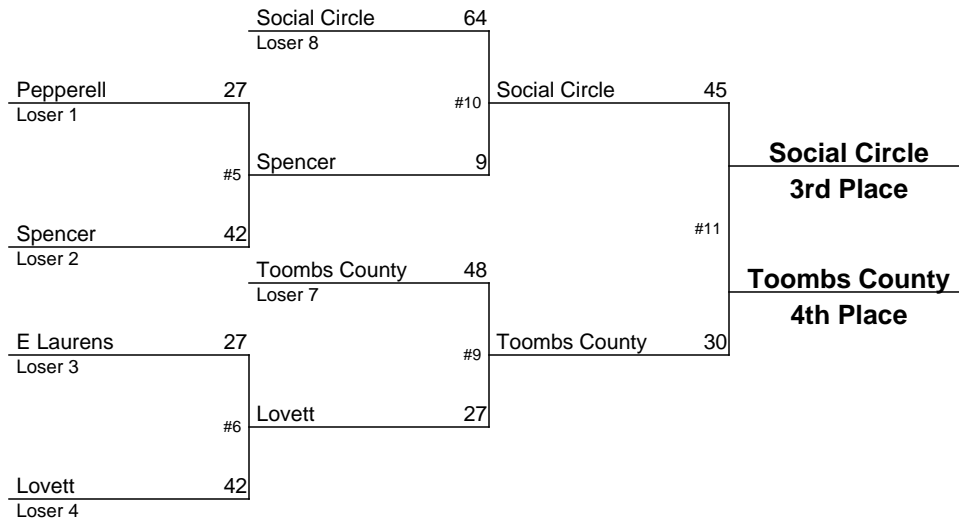 Social Circle 64
Loser 8
Pepperell 27
Loser 1
#10
Social Circle 45
Social Circle
3rd Place
#5
Spencer 9
Spencer 42
Loser 2
#11
Toombs County 48
Loser 7
Toombs County
4th Place
E Laurens 27
Loser 3
#9
Toombs County 30
#6
Lovett 27
Lovett 42
Loser 4